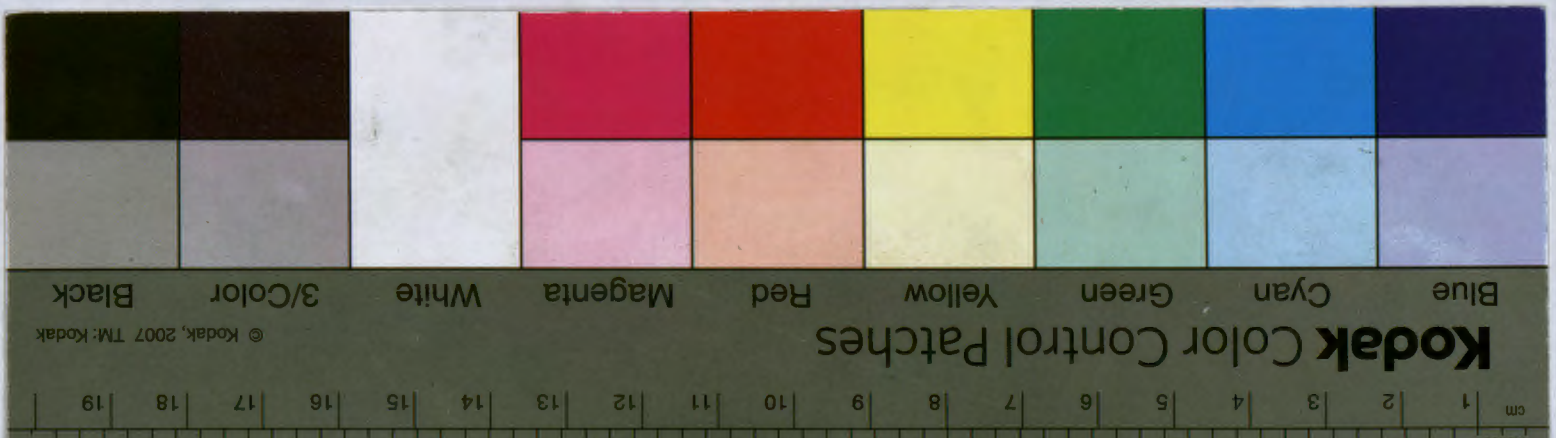 cm 1 2 3 4 5 6 7 8 9 10 11 12 13 14 15 16 17 18 19
Kodak Color Control Patches © Kodak, 2007 TM: Kodak
Blue Cyan Green Yellow Red Magenta White 3/Color Black